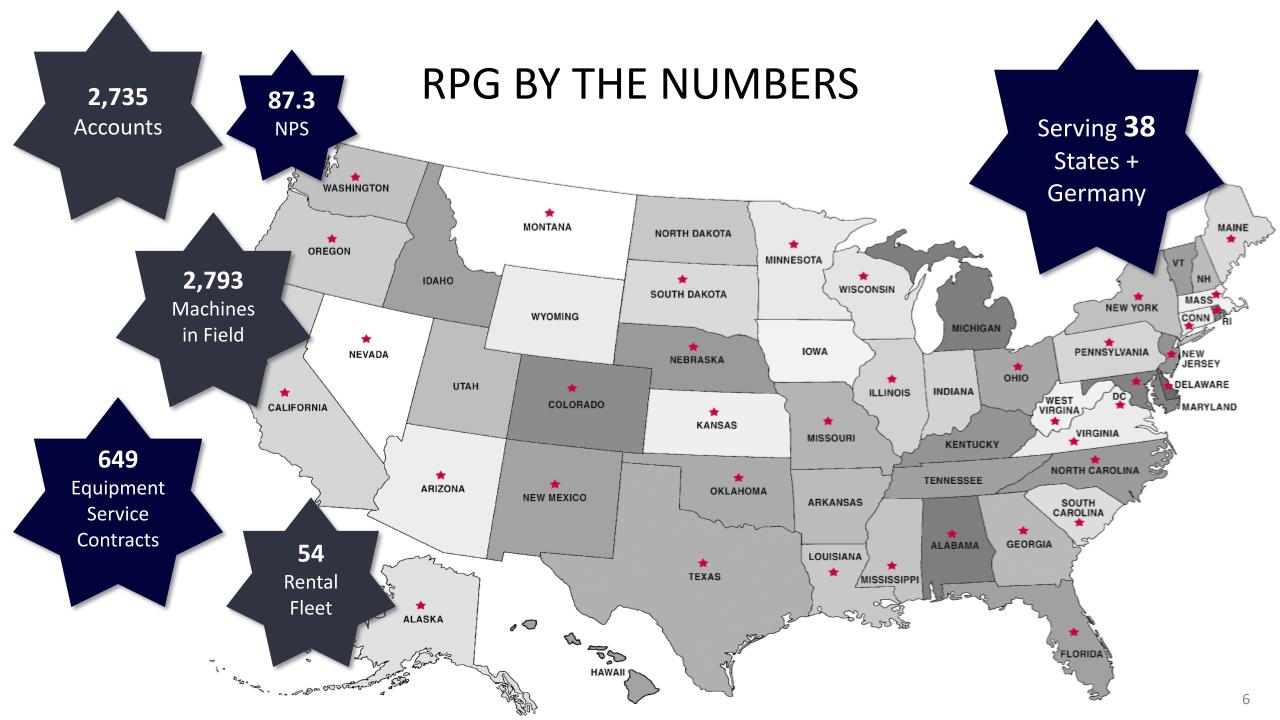 RPG BY THE NUMBERS
2,735
Accounts
87.3
NPS
Serving 38
States +
Germany
2,793
Machines
in Field
649
Equipment
Service
Contracts
54
Rental
Fleet
WASHINGTON
OREGON
IDAHO
MONTANA
NORTH DAKOTA
MINNESOTA
SOUTH DAKOTA
WISCONSIN
WYOMING
NEVADA
UTAH
CALIFORNIA
COLORADO
NEBRASKA
IOWA
MICHIGAN
ILLINOIS
INDIANA
OHIO
KANSAS
MISSOURI
KENTUCKY
WEST
VIRGINA
VIRGINIA
DC
PENNSYLVANIA
NEW YORK
MAINE
VT
NH
MASS
CONN
RI
NEW
JERSEY
DELAWARE
MARYLAND
ARIZONA
NEW MEXICO
OKLAHOMA
ARKANSAS
TENNESSEE
NORTH CAROLINA
SOUTH
CAROLINA
TEXAS
LOUISIANA
MISSISSIPPI
ALABAMA
GEORGIA
FLORIDA
ALASKA
HAWAII
6